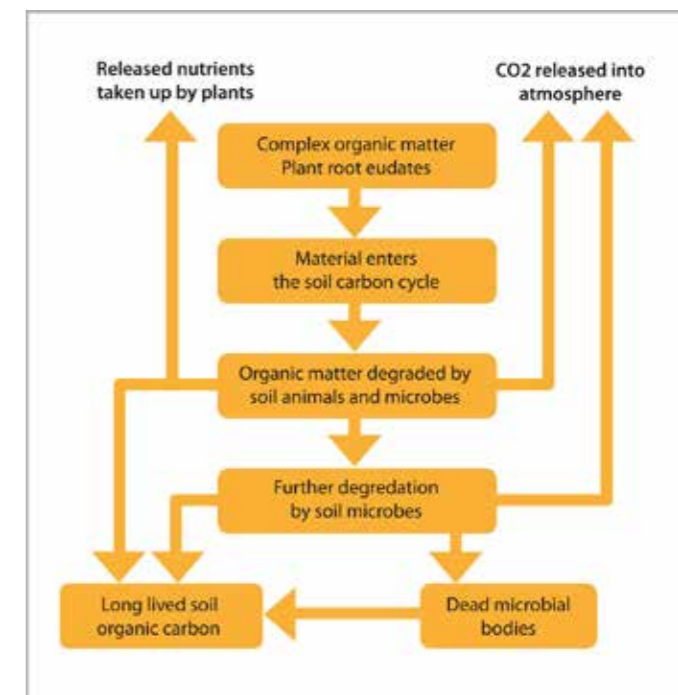 Released nutrients
taken up by plants
CO2 released into
atmosphere
Complex organic matter
Plant root eudates
Material enters
the soil carbon cycle
Organic matter degraded by
soil animals and microbes
Further degredation
by soil microbes
Long lived soil
organic carbon
Dead microbial
bodies